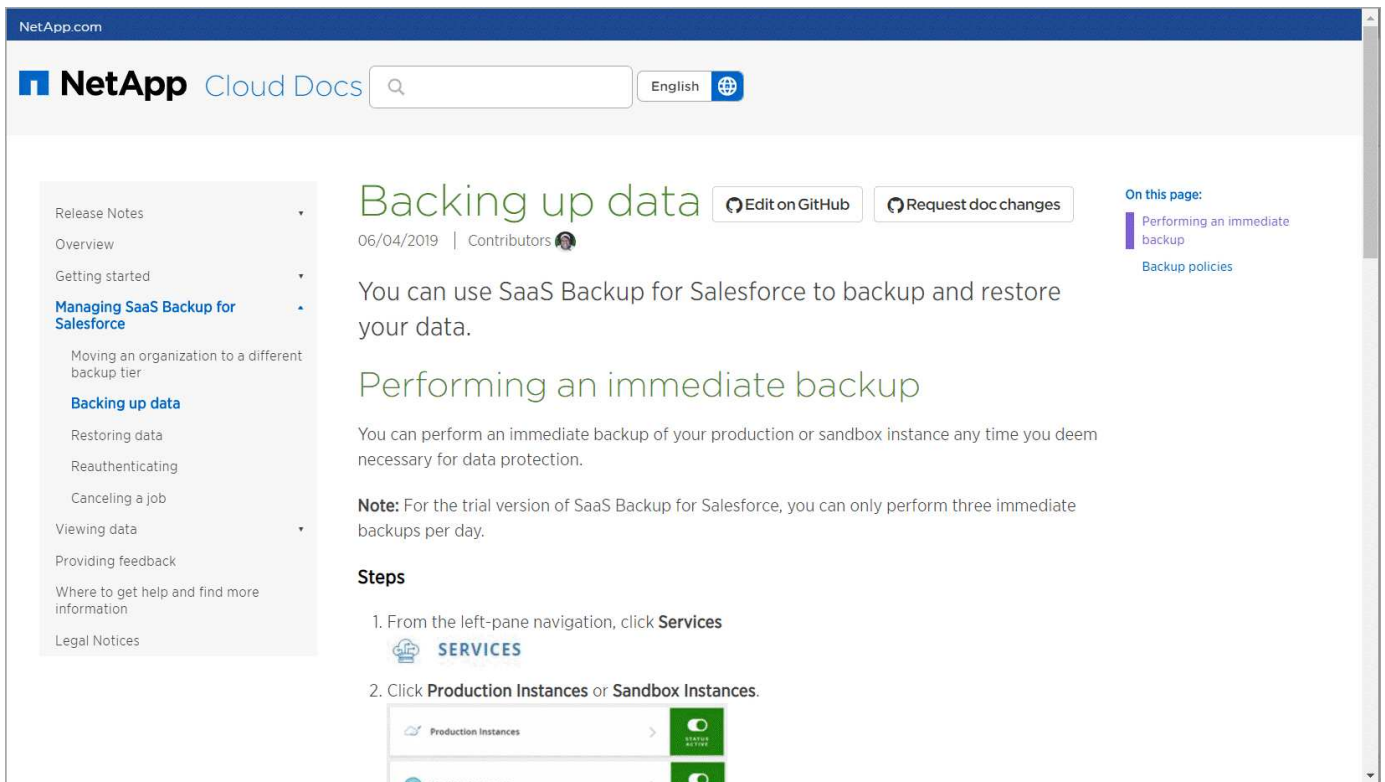 NetApp.com
NetApp Cloud Docs
English
Release Notes
Overview
Getting started
Managing SaaS Backup for
Salesforce
Moving an organization to a different
backup tier
Backing up data
Restoring data
Reauthenticating
Canceling a job
Viewing data
Providing feedback
Where to get help and find more
information
Legal Notices
Backing up data
Edit on GitHub
Request doc changes
06/04/2019 | Contributors
You can use SaaS Backup for Salesforce to backup and restore
your data.
Performing an immediate backup
You can perform an immediate backup of your production or sandbox instance any time you deem
necessary for data protection.
Note: For the trial version of SaaS Backup for Salesforce, you can only perform three immediate
backups per day.
Steps
1. From the left-pane navigation, click Services
SERVICES
2. Click Production Instances or Sandbox Instances.
Production Instances
STATUS
ACTIVE
On this page:
Performing an immediate
backup
Backup policies